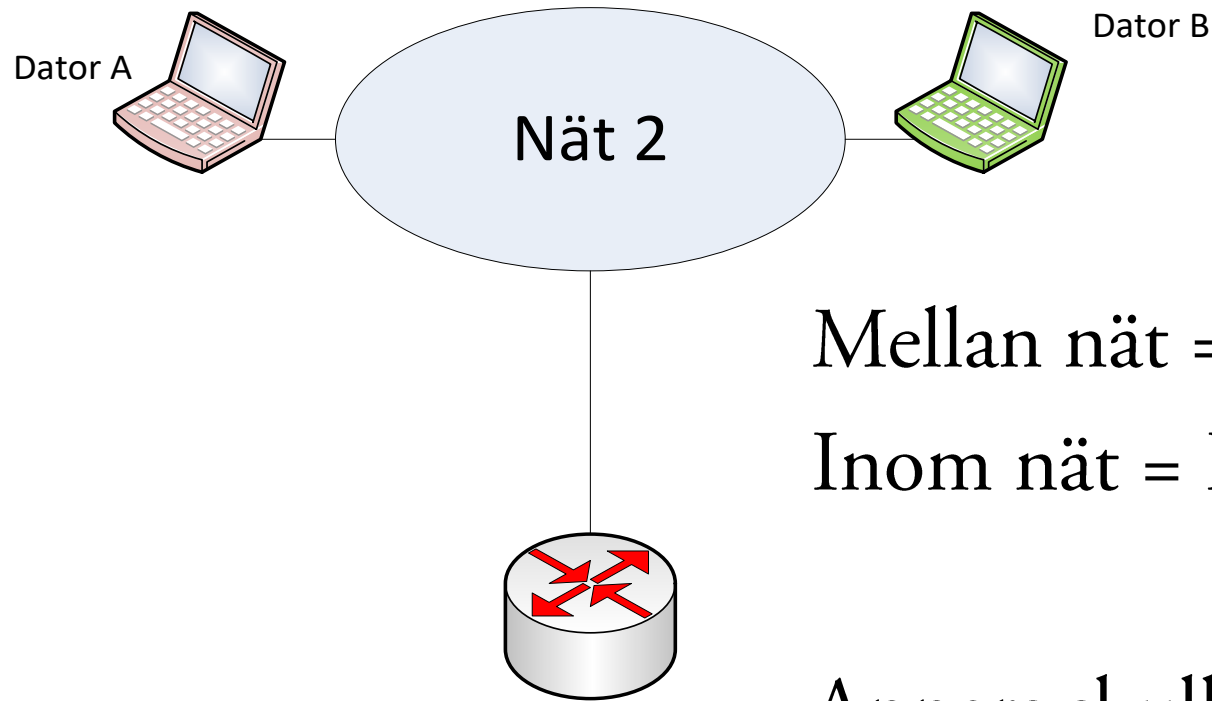 Dator B
Dator A
Nät 2
Mellan nät =
Inom nät =